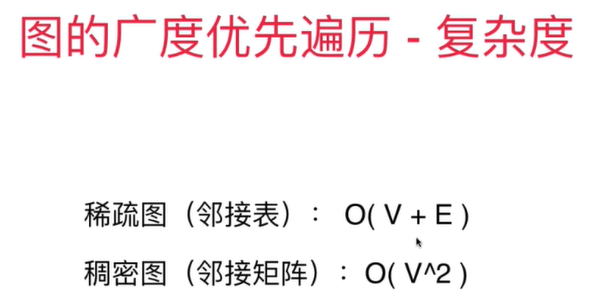 图的广度优先遍历 - 复杂度
稀疏图（邻接表）： O( V + E )
稠密图（邻接矩阵）：O( V^2 )